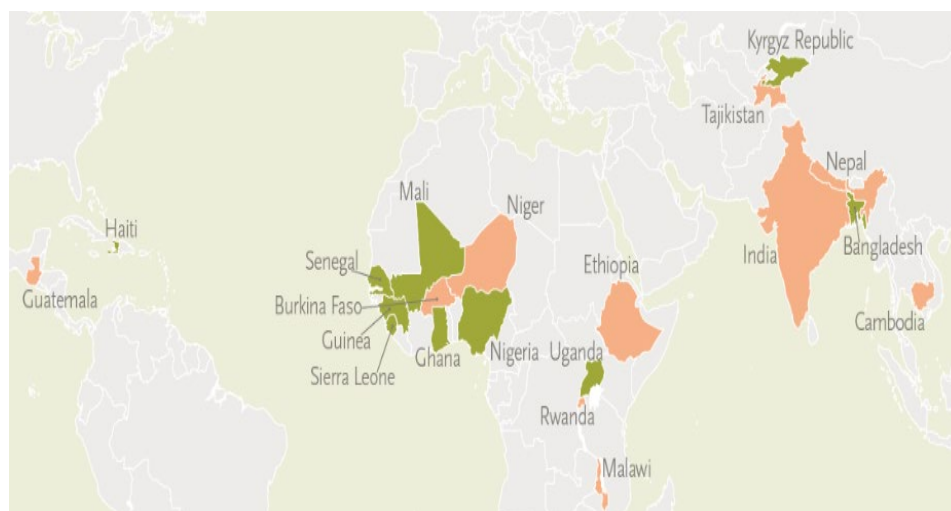 Kyrgyz Republic
Tajikistan
Nepal
Mali
Niger
Haiti
India
Bangladesh
Senegal
Ethiopia
Guatemala
Burkina Faso
Cambodia
Guinea
Ghana
Nigeria
Uganda
Sierra Leone
Rwanda
Malawi